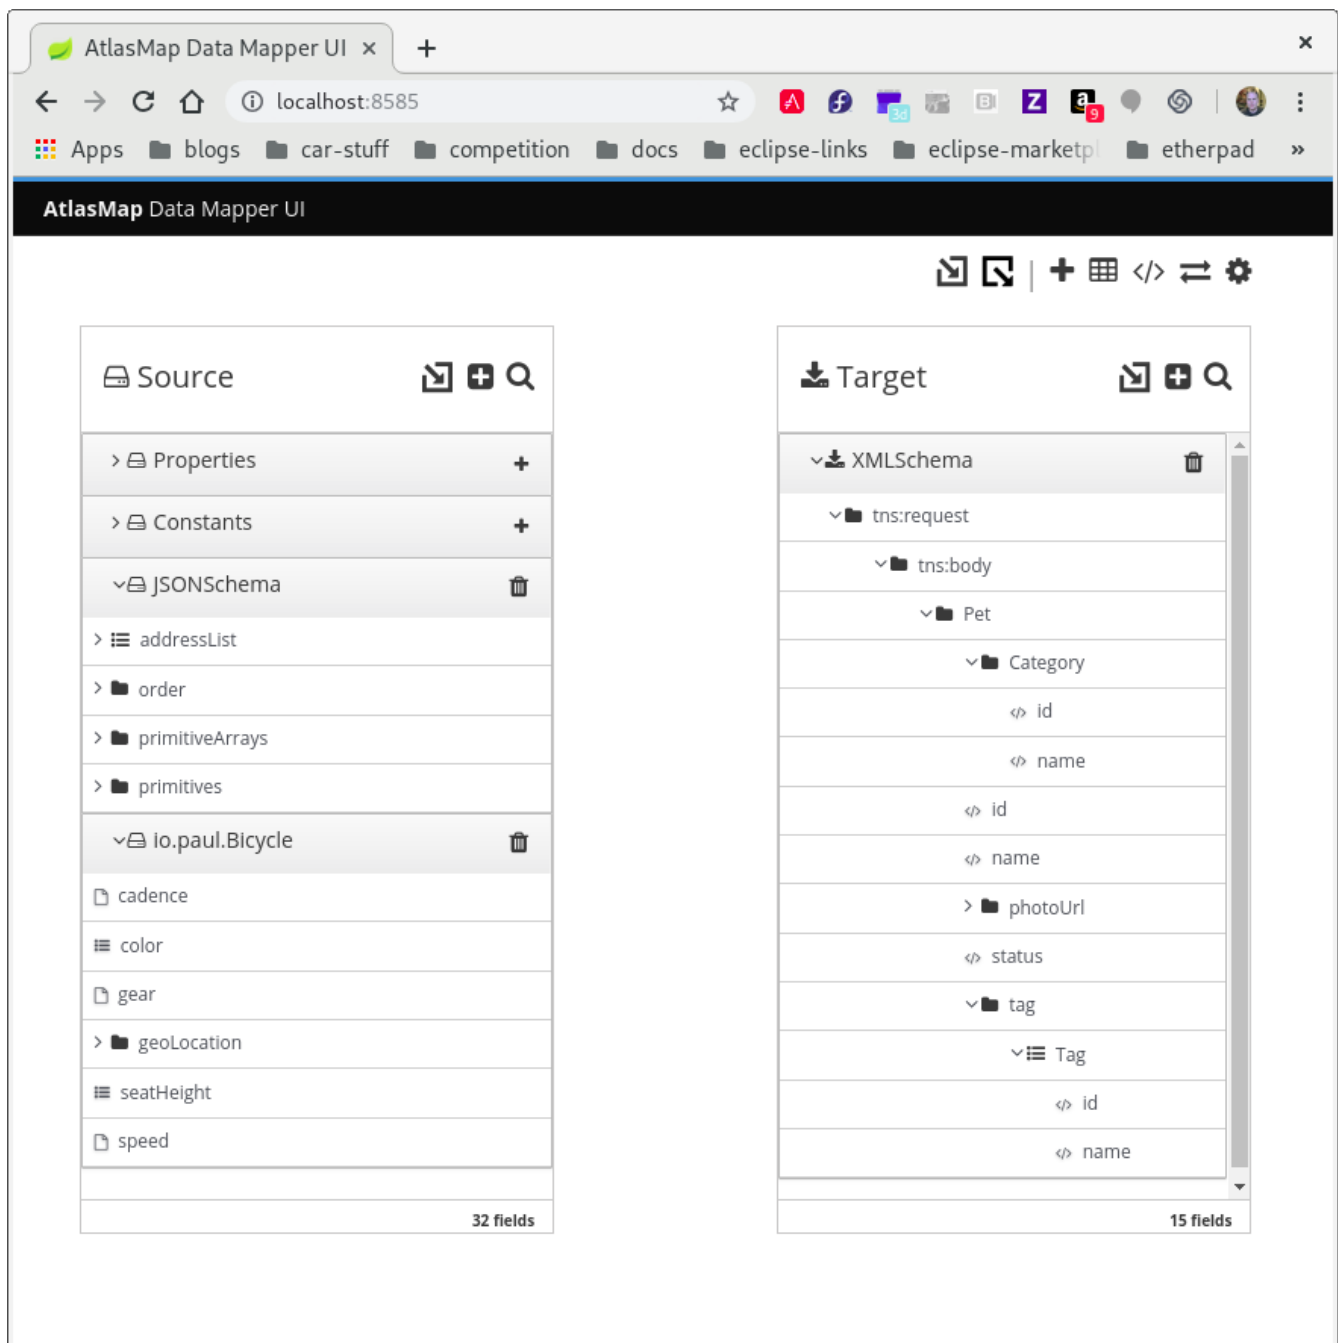 AtlasMap Data Mapper UI
localhost:8585
3d
B
Z
a
9
Apps blogs car-stuff competition docs eclipse-links eclipse-marketpl etherpad »
AtlasMap Data Mapper UI
Source
Properties
Constants
JSONSchema
addressList
order
primitiveArrays
primitives
io.paul.Bicycle
cadence
color
gear
geoLocation
seatHeight
speed
32 fields
Target
XMLSchema
tns:request
tns:body
Pet
Category
id
name
id
name
photoUrl
status
tag
Tag
id
name
15 fields